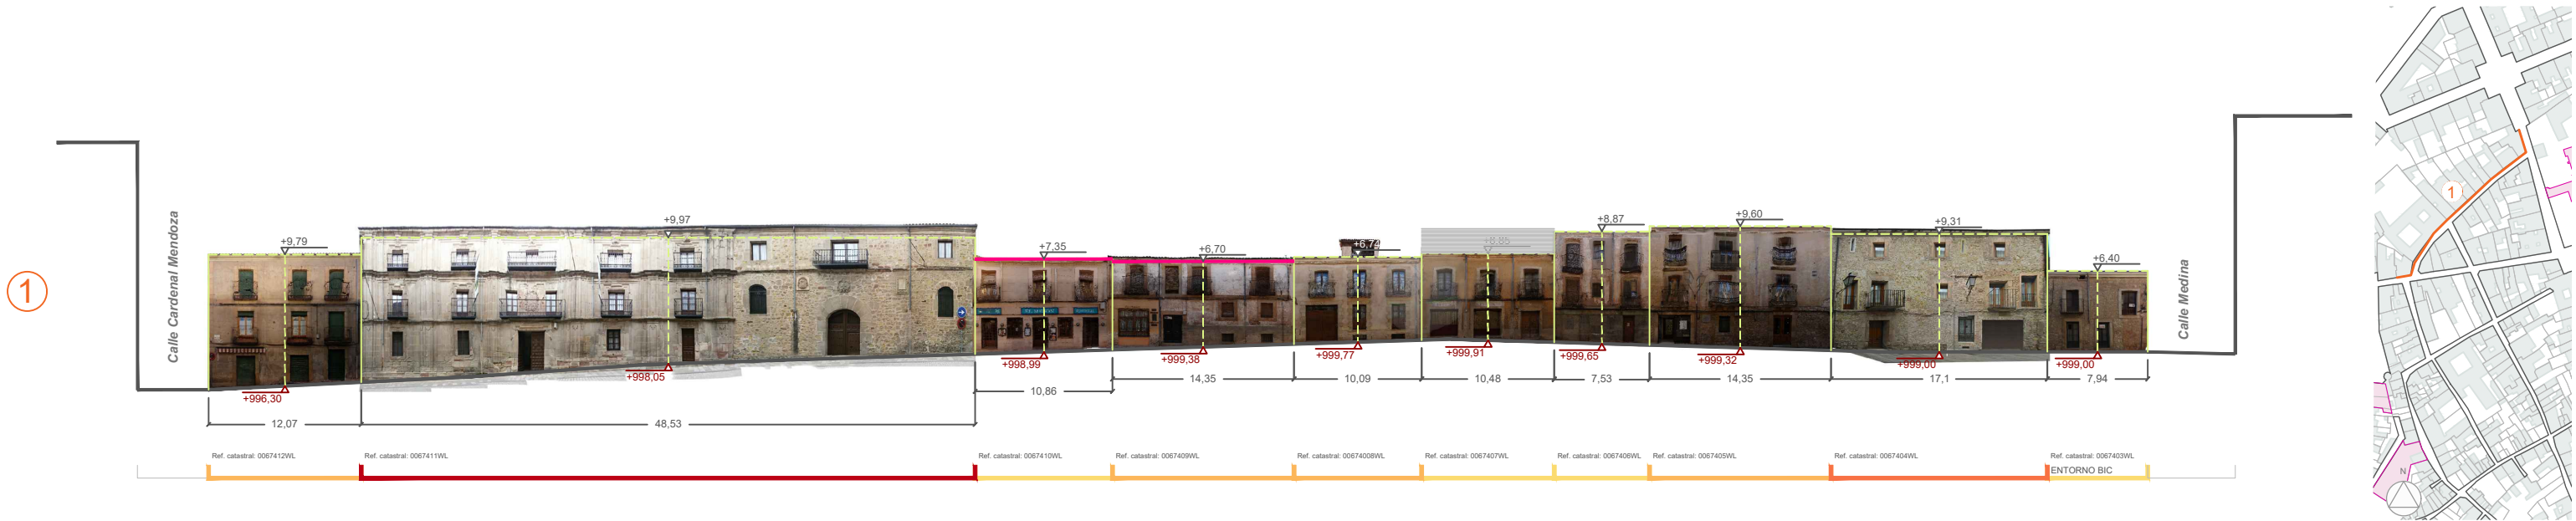 1
Calle Cardenal Mendoza
+9,79
+9,97
+7,35
+6,70
+6,74
+6,85
+8,87
+9,60
+9,31
+6,40
Calle Medina
+996,30
+998,05
+998,99
+999,38
+999,77
+999,91
+999,65
+999,32
+999,00
+999,00
12,07
48,53
10,86
14,35
10,09
10,48
7,53
14,35
17,1
7,94
Ref. catastral: 0067412WL
Ref. catastral: 0067411WL
Ref. catastral: 0067410WL
Ref. catastral: 0067409WL
Ref. catastral: 00674008WL
Ref. catastral: 0067407WL
Ref. catastral: 0067406WL
Ref. catastral: 0067405WL
Ref. catastral: 0067404WL
Ref. catastral: 0067403WL
ENTORNO BIC
1
N